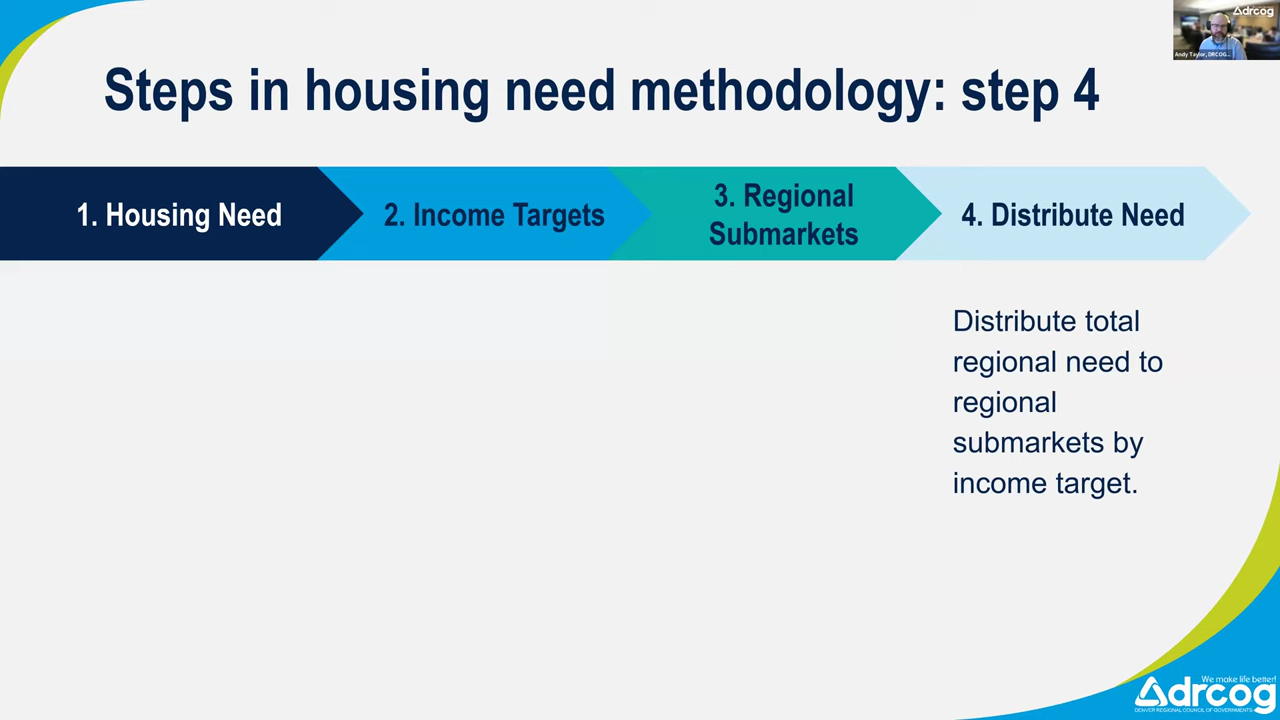 drcog
Andy Taylor, DRCOG...
Steps in housing need methodology: step 4
1. Housing Need
2. Income Targets
3. Regional
Submarkets
4. Distribute Need
Distribute total
regional need to
regional
submarkets by
income target.
We make life better!
drcog
DENVER REGIONAL COUNCIL OF GOVERNMENTS